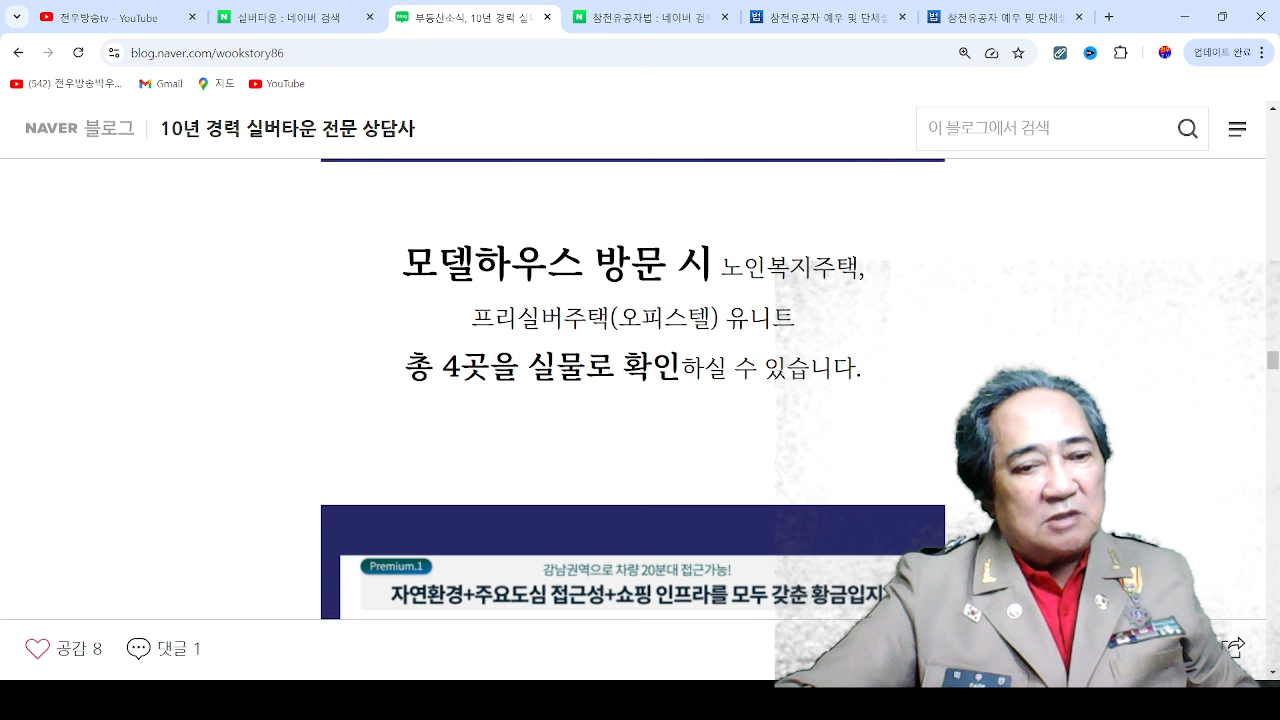 전우방송tv
실버타운 : 네이버 검색
부동산소식, 10년 경력 실버
참전유공자법 : 네이버 검색
참전유공자 예우 및 단체설
참전유공자 예우 및 단체설
blog.naver.com/wookstory86
업데이트 완료
(542) 전우방송박우...
Gmail
지도
YouTube
NAVER 블로그
10년 경력 실버타운 전문 상담사
이 블로그에서 검색
모델하우스 방문 시 노인복지주택,
프리실버주택(오피스텔) 유니트
총 4곳을 실물로 확인하실 수 있습니다.
Premium.1
강남권역으로 차량 20분대 접근가능!
자연환경+주요도심 접근성+쇼핑 인프라를 모두 갖춘 황금입지
공감 8
댓글 1